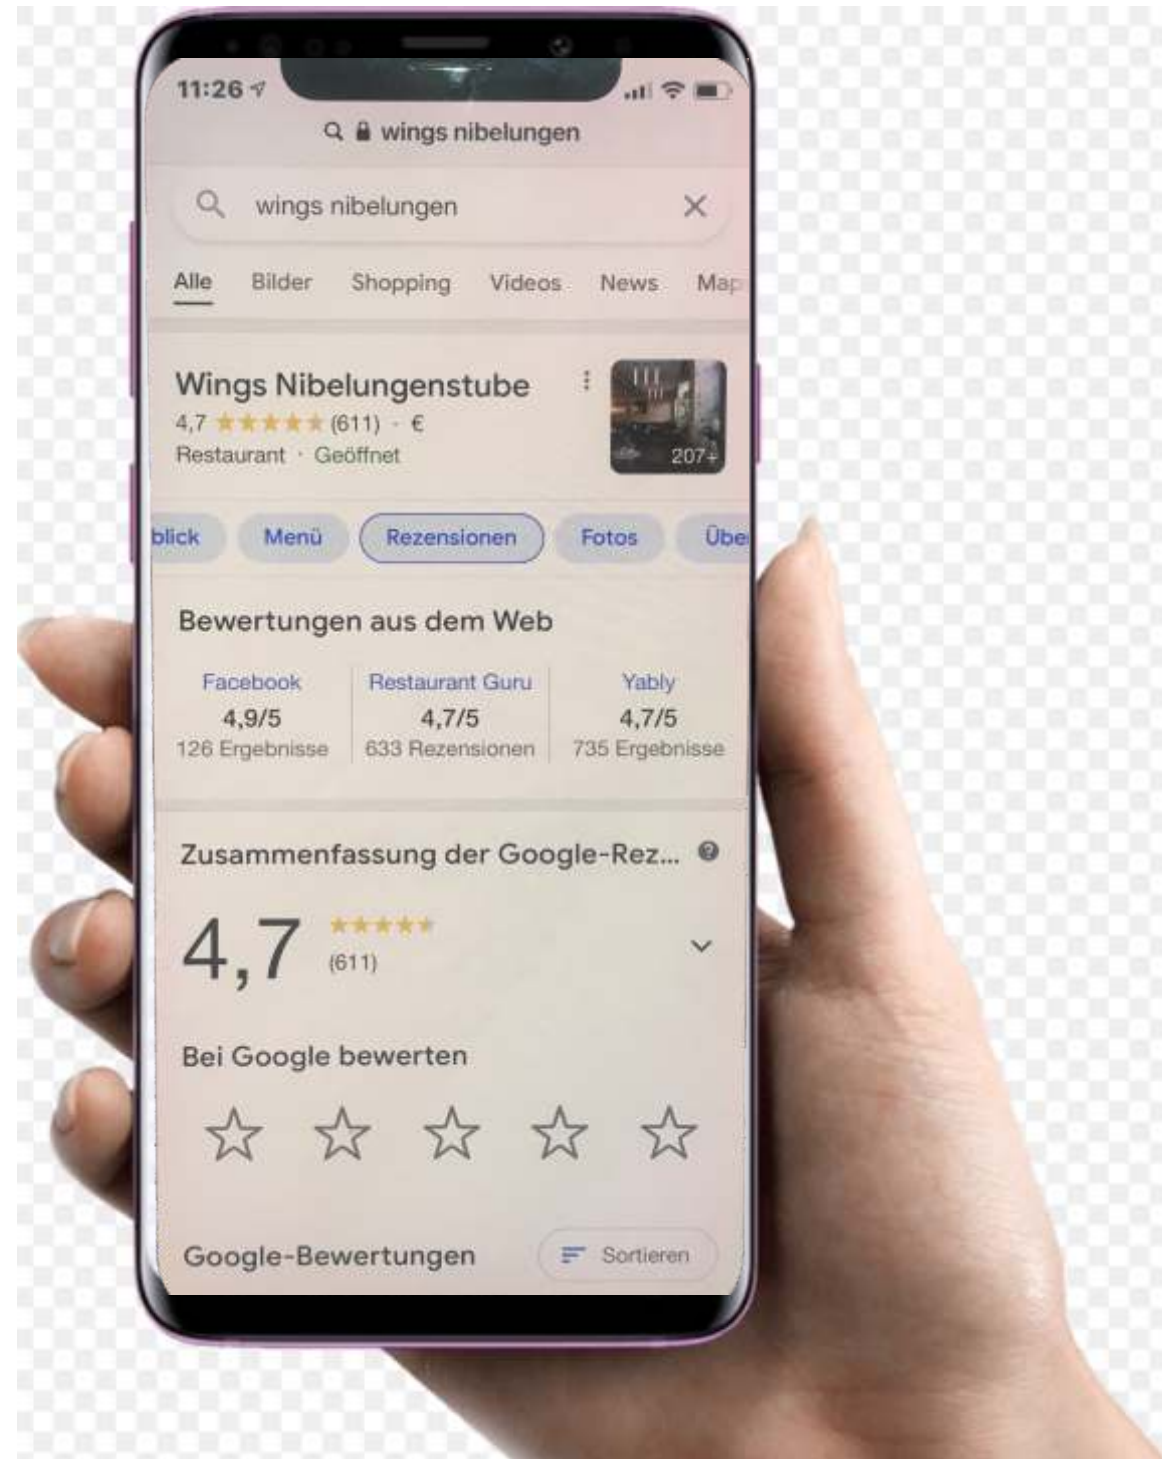 11:26
wings nibelungen
wings nibelungen
Alle Bilder Shopping Videos News Map
Wings Nibelungenstube
4,7 (611) · €
Restaurant · Geöffnet
207+
blick Menü Rezensionen Fotos Übe
Bewertungen aus dem Web
Facebook Restaurant Guru Yably
4,9/5 4,7/5 4,7/5
126 Ergebnisse 633 Rezensionen 735 Ergebnisse
Zusammenfassung der Google-Rez...
4,7
(611)
Bei Google bewerten
Google-Bewertungen Sortieren